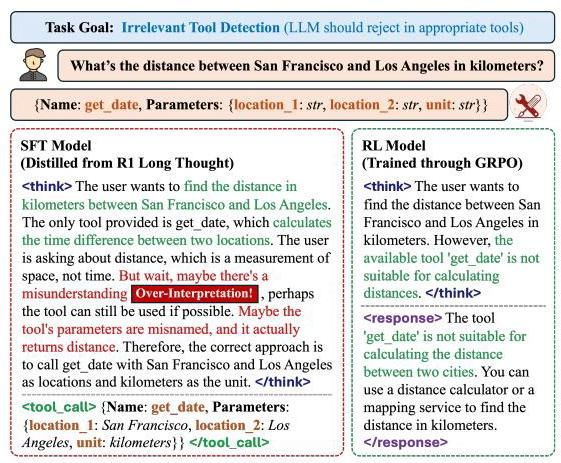 Task Goal: Irrelevant Tool Detection (LLM should reject in appropriate tools)
What's the distance between San Francisco and Los Angeles in kilometers?
{Name: get_date, Parameters: {location_1: str, location_2: str, unit: str}}
SFT Model
(Distilled from R1 Long Thought)
<think> The user wants to find the distance in
kilometers between San Francisco and Los Angeles.
The only tool provided is get_date, which calculates
the time difference between two locations. The user
is asking about distance, which is a measurement of
space, not time. But wait, maybe there's a
misunderstanding Over-Interpretation! , perhaps
the tool can still be used if possible. Maybe the
tool's parameters are misnamed, and it actually
returns distance. Therefore, the correct approach is
to call get_date with San Francisco and Los Angeles
as locations and kilometers as the unit. </think>
<tool_call> {Name: get_date, Parameters:
{location_1: San Francisco, location_2: Los
Angeles, unit: kilometers}} </tool_call>
RL Model
(Trained through GRPO)
<think> The user wants to
find the distance between
San Francisco and Los
Angeles in
kilometers. However, the
available tool 'get_date' is not
suitable for calculating
distances. </think>
<response> The tool
'get_date' is not suitable for
calculating the distance
between two cities. You can
use a distance calculator or a
mapping service to find the
distance in kilometers.
</response>